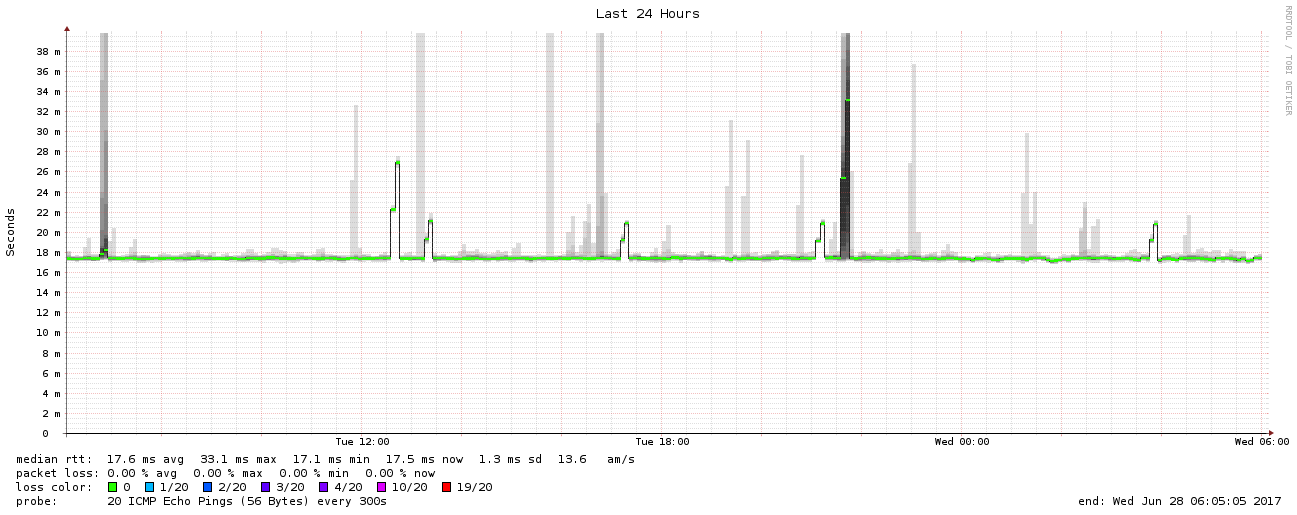 Last 24 Hours
RRDTOOL / TOBI OETIKER
Seconds
38 m
36 m
34 m
32 m
30 m
28 m
26 m
24 m
22 m
20 m
18 m
16 m
14 m
12 m
10 m
8 m
6 m
4 m
2 m
0
Tue 12:00 Tue 18:00 Wed 00:00 Wed 06:00
median rtt: 17.6 ms avg 33.1 ms max 17.1 ms min 17.5 ms now 1.3 ms sd 13.6 am/s
packet loss: 0.00 % avg 0.00 % max 0.00 % min 0.00 % now
loss color: 0 1/20 2/20 3/20 4/20 10/20 19/20
probe: 20 ICMP Echo Pings (56 Bytes) every 300s end: Wed Jun 28 06:05:05 2017